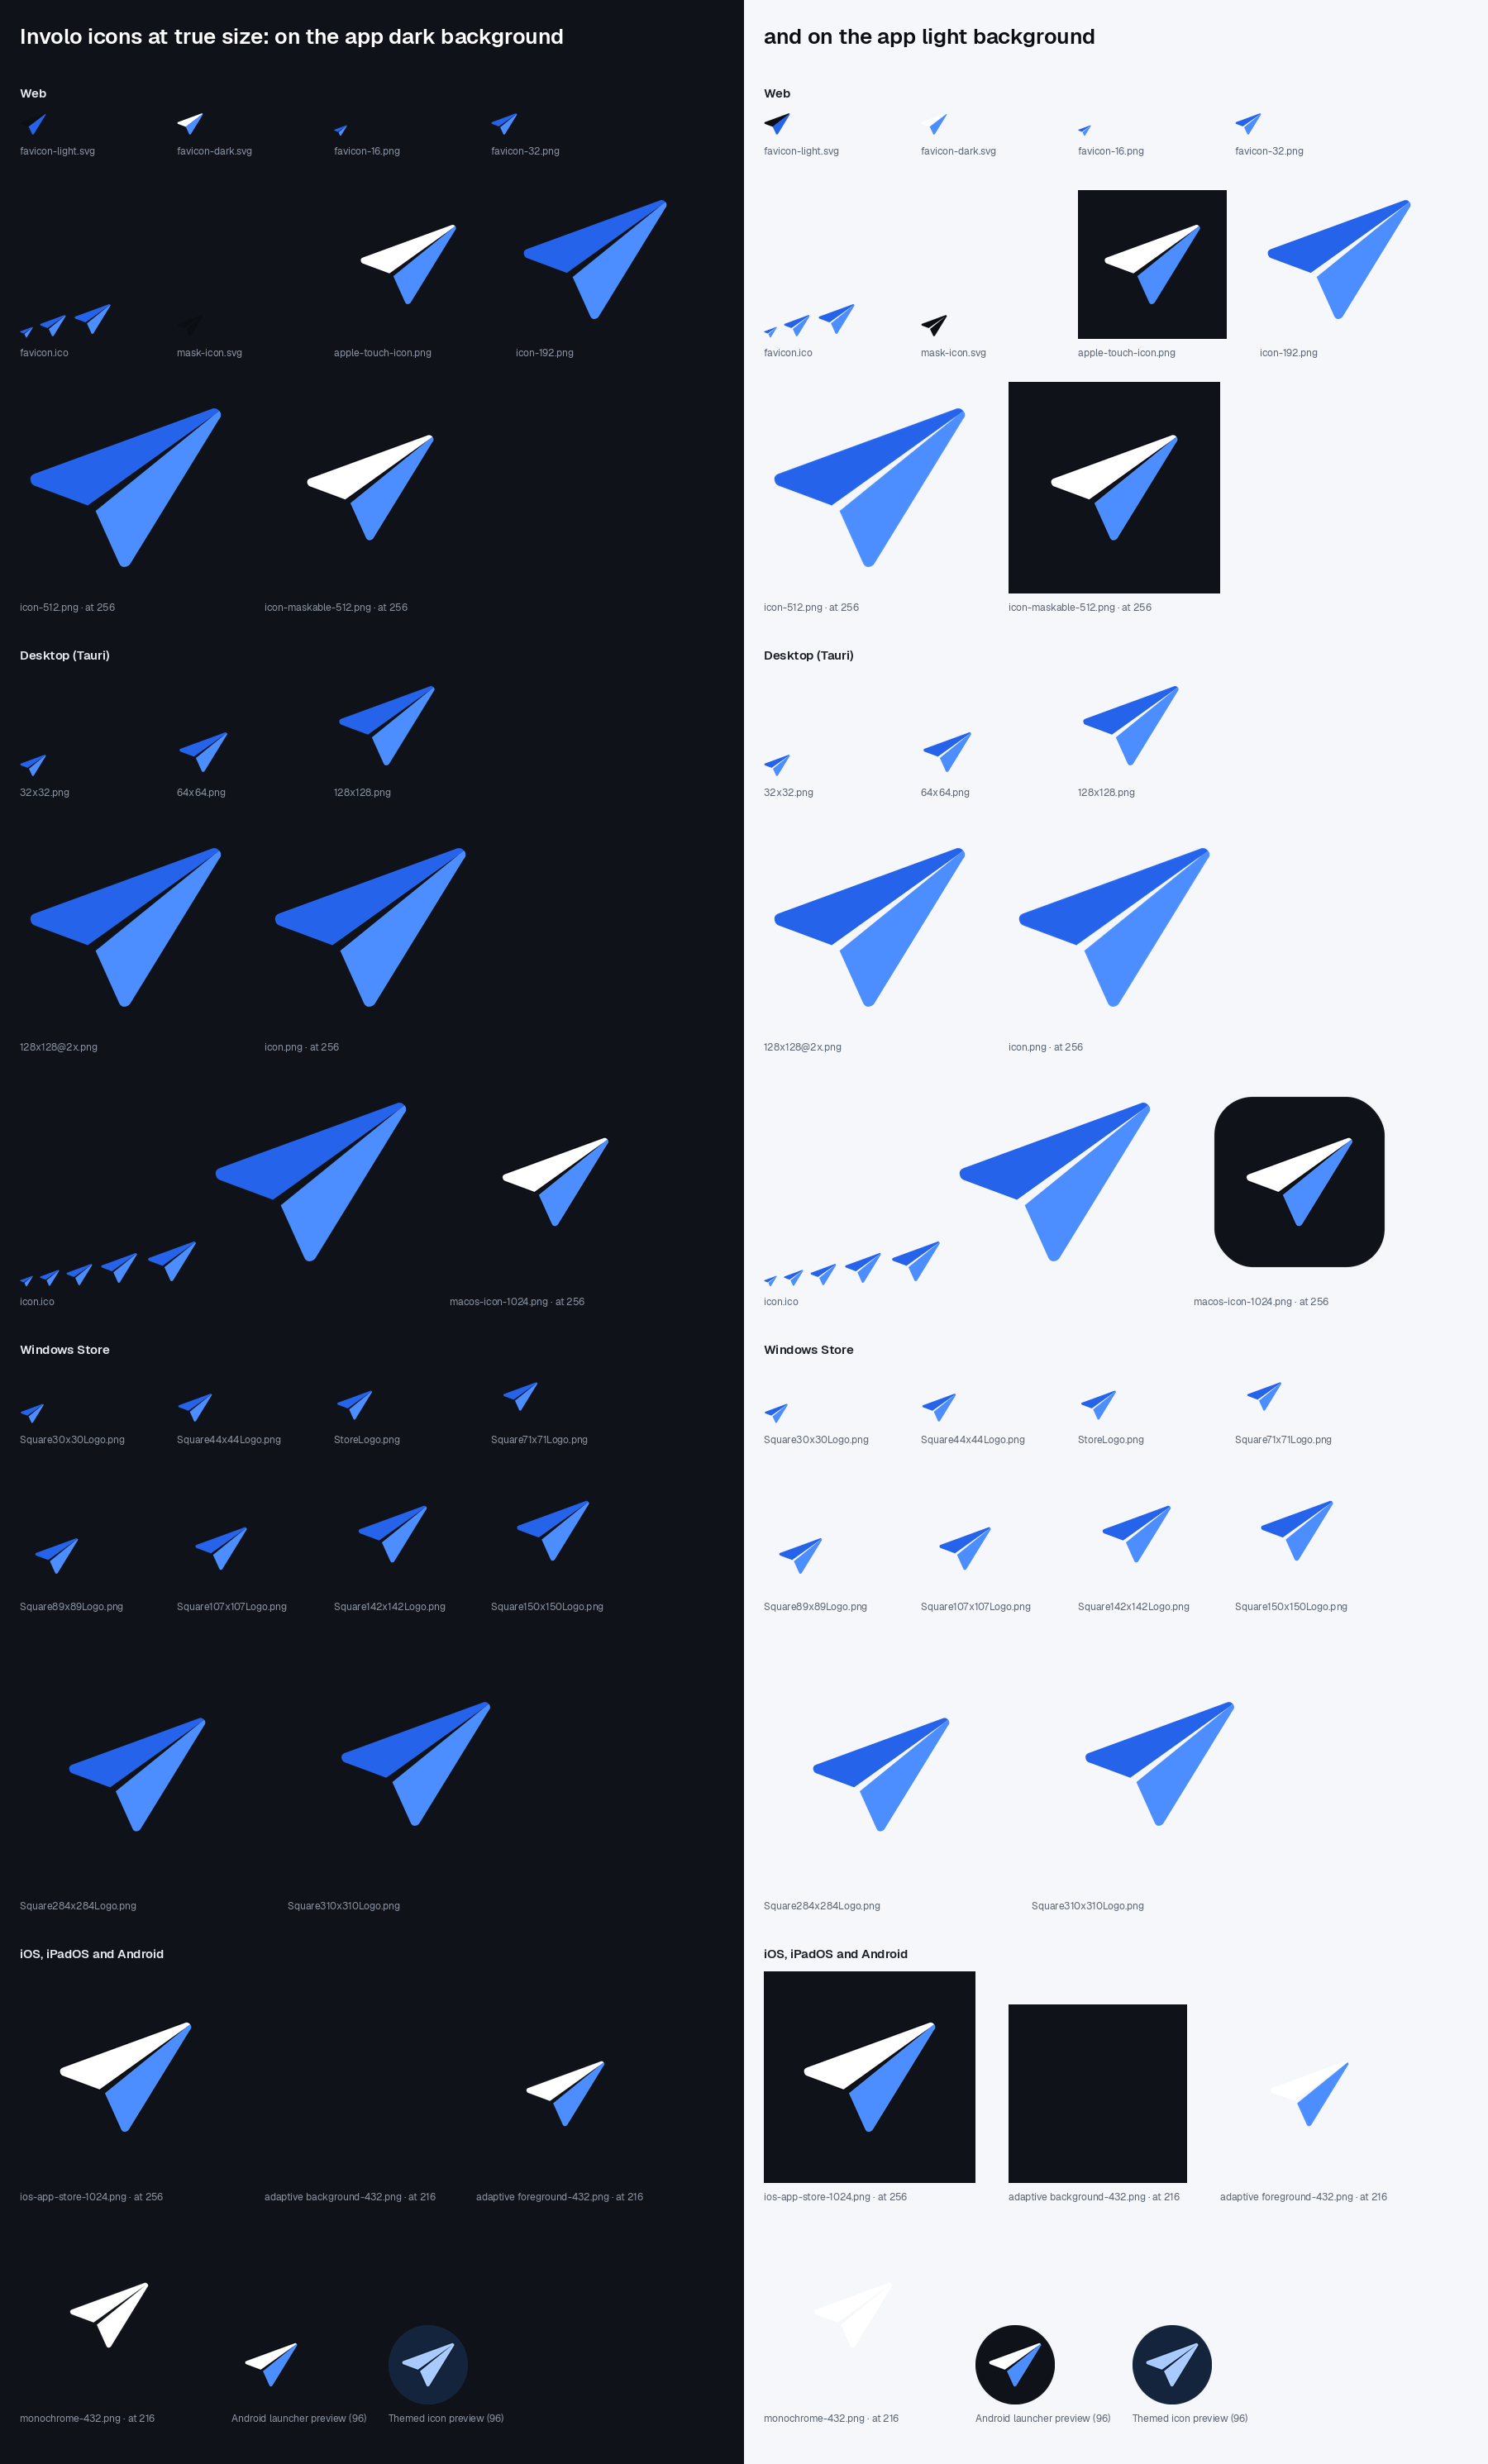 Involo icons at true size: on the app dark background
Web
favicon-light.svg
favicon-dark.svg
favicon-16.png
favicon-32.png
favicon.ico
mask-icon.svg
apple-touch-icon.png
icon-192.png
icon-512.png · at 256
icon-maskable-512.png · at 256
Desktop (Tauri)
32x32.png
64x64.png
128x128.png
128x128@2x.png
icon.png · at 256
icon.ico
macos-icon-1024.png · at 256
Windows Store
Square30x30Logo.png
Square44x44Logo.png
StoreLogo.png
Square71x71Logo.png
Square89x89Logo.png
Square107x107Logo.png
Square142x142Logo.png
Square150x150Logo.png
Square284x284Logo.png
Square310x310Logo.png
iOS, iPadOS and Android
ios-app-store-1024.png · at 256
adaptive background-432.png · at 216
adaptive foreground-432.png · at 216
monochrome-432.png · at 216
Android launcher preview (96)
Themed icon preview (96)
and on the app light background
Web
favicon-light.svg
favicon-dark.svg
favicon-16.png
favicon-32.png
favicon.ico
mask-icon.svg
apple-touch-icon.png
icon-192.png
icon-512.png · at 256
icon-maskable-512.png · at 256
Desktop (Tauri)
32x32.png
64x64.png
128x128.png
128x128@2x.png
icon.png · at 256
icon.ico
macos-icon-1024.png · at 256
Windows Store
Square30x30Logo.png
Square44x44Logo.png
StoreLogo.png
Square71x71Logo.png
Square89x89Logo.png
Square107x107Logo.png
Square142x142Logo.png
Square150x150Logo.png
Square284x284Logo.png
Square310x310Logo.png
iOS, iPadOS and Android
ios-app-store-1024.png · at 256
adaptive background-432.png · at 216
adaptive foreground-432.png · at 216
monochrome-432.png · at 216
Android launcher preview (96)
Themed icon preview (96)